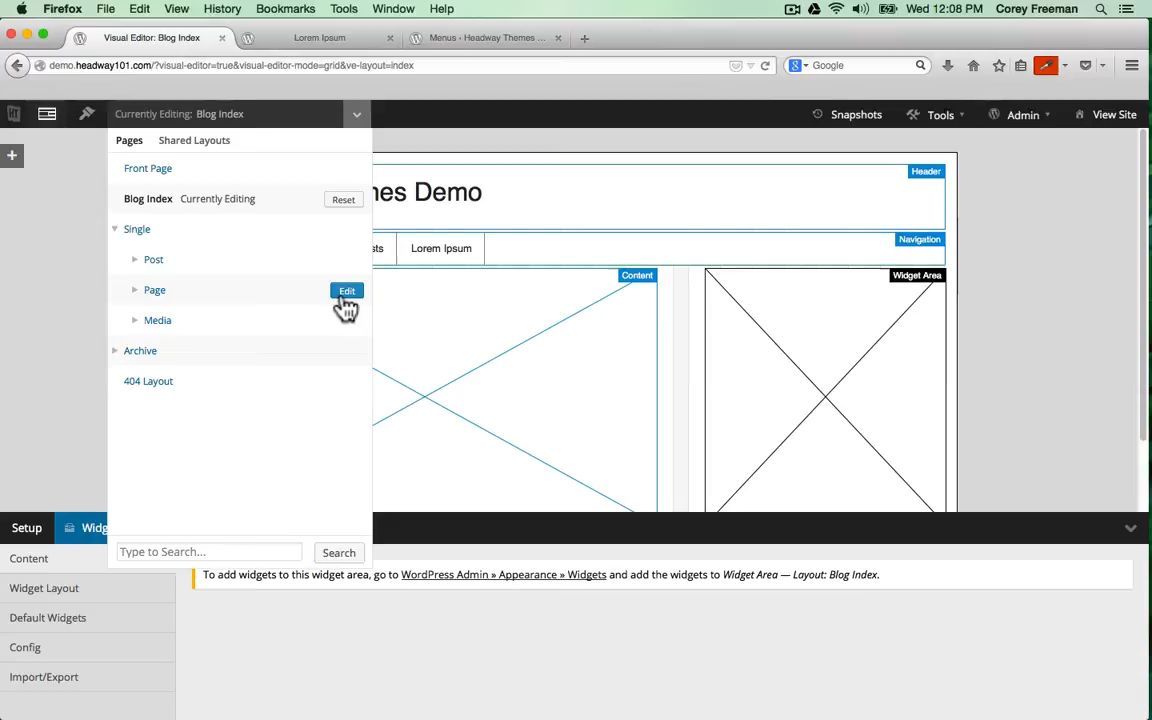 Firefox File Edit View History Bookmarks Tools Window Help Wed 12:08 PM Corey Freeman
Visual Editor: Blog Index Lorem Ipsum Menus ‹ Headway Themes ...
demo.headway101.com/?visual-editor=true&visual-editor-mode=grid&ve-layout=index Google
Currently Editing: Blog Index Snapshots Tools Admin View Site
Pages Shared Layouts
Front Page
Header
Blog Index Currently Editing Reset
mes Demo
Single
Navigation
sts Lorem Ipsum
Post
Content Widget Area
Page Edit
Media
Archive
404 Layout
Setup Widg
Type to Search... Search
Content
To add widgets to this widget area, go to WordPress Admin » Appearance » Widgets and add the widgets to Widget Area — Layout: Blog Index.
Widget Layout
Default Widgets
Config
Import/Export